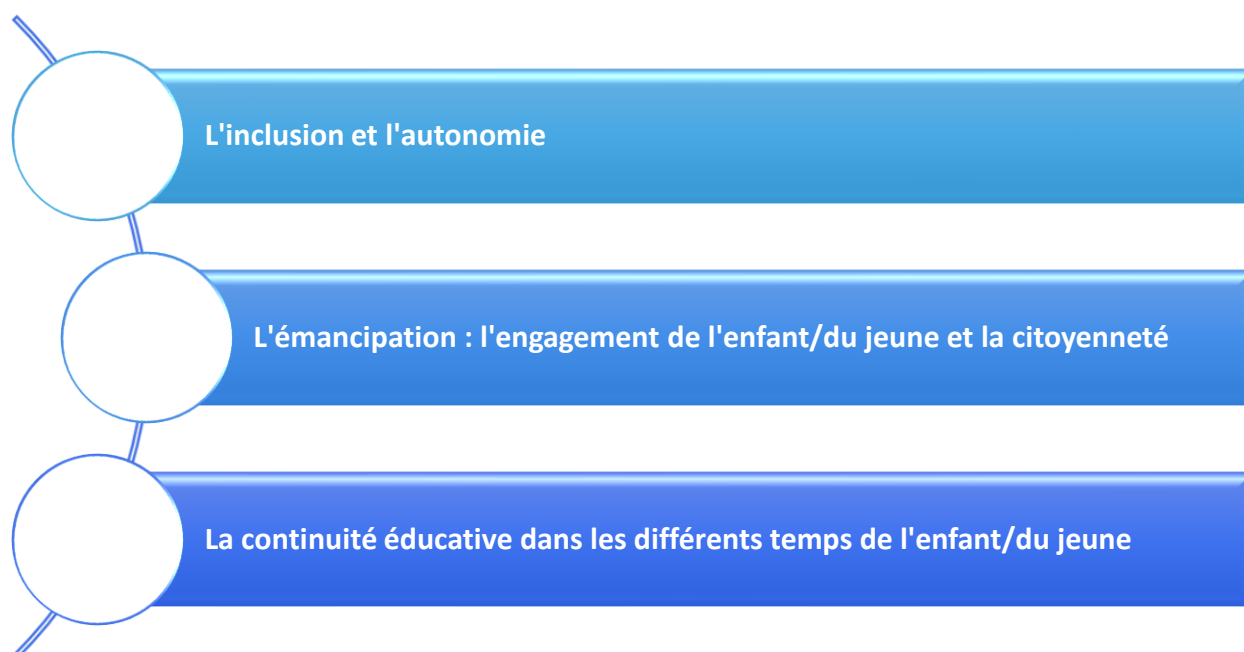 L'inclusion et l'autonomie
L'émancipation : l'engagement de l'enfant/du jeune et la citoyenneté
La continuité éducative dans les différents temps de l'enfant/du jeune